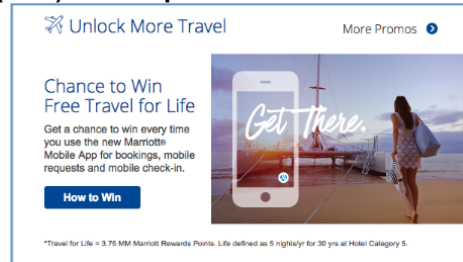 Unlock More Travel
More Promos
Chance to Win
Free Travel for Life
Get a chance to win every time
you use the new Marriott®
Mobile App for bookings, mobile
requests and mobile check-in.
How to Win
Get There.
*Travel for Life = 3.75 MM Marriott Rewards Points. Life defined as 5 nights/yr for 30 yrs at Hotel Category 5.